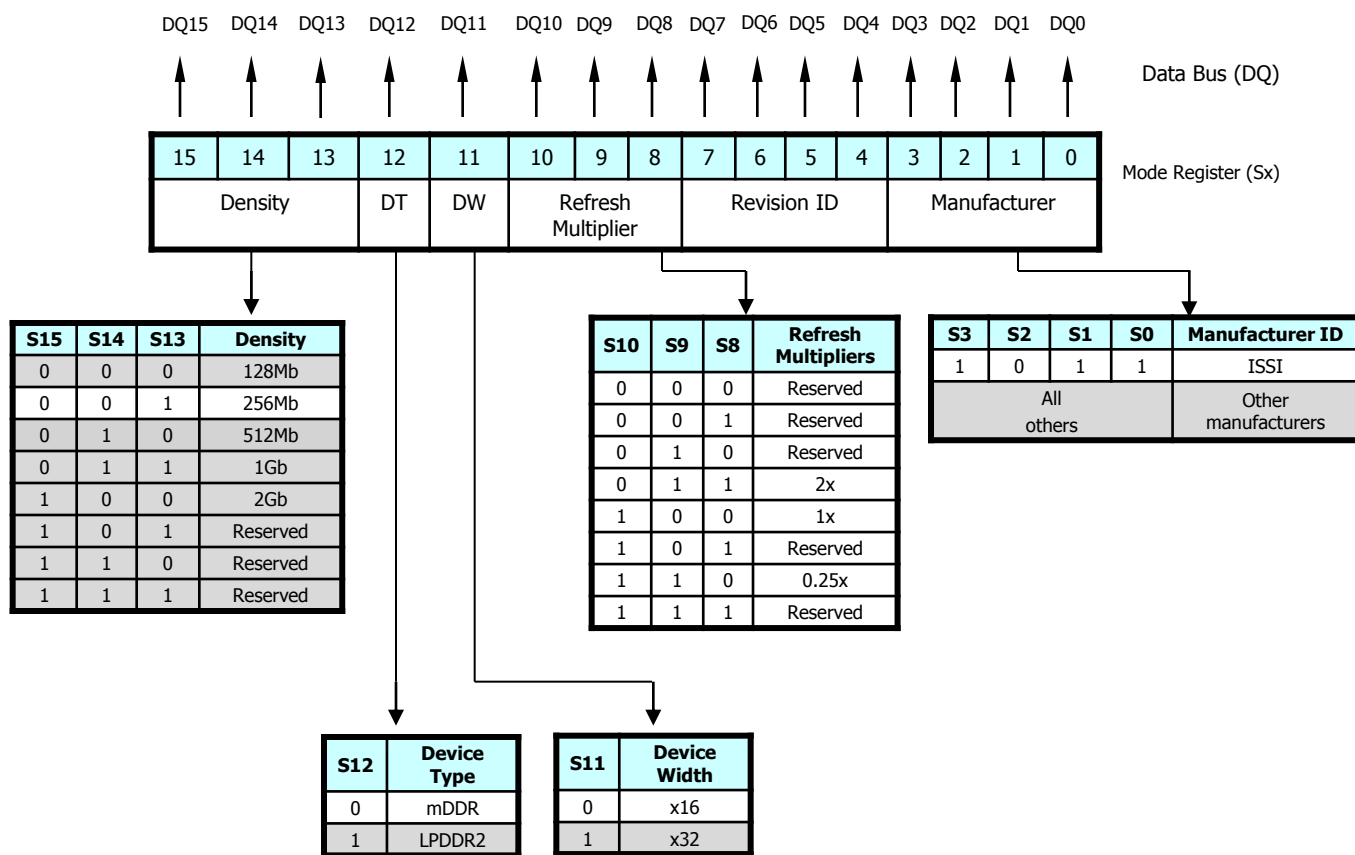 DQ15 DQ14 DQ13 DQ12 DQ11 DQ10 DQ9 DQ8 DQ7 DQ6 DQ5 DQ4 DQ3 DQ2 DQ1 DQ0
Data Bus (DQ)
15 14 13 12 11 10 9 8 7 6 5 4 3 2 1 0
Mode Register (Sx)
Density DT DW Refresh Multiplier Revision ID Manufacturer
S15 S14 S13 Density
0 0 0 128Mb
0 0 1 256Mb
0 1 0 512Mb
0 1 1 1Gb
1 0 0 2Gb
1 0 1 Reserved
1 1 0 Reserved
1 1 1 Reserved
S10 S9 S8 Refresh Multipliers
0 0 0 Reserved
0 0 1 Reserved
0 1 0 Reserved
0 1 1 2x
1 0 0 1x
1 0 1 Reserved
1 1 0 0.25x
1 1 1 Reserved
S3 S2 S1 S0 Manufacturer ID
1 0 1 1 ISSI
All others Other manufacturers
S12 Device Type
0 mDDR
1 LPDDR2
S11 Device Width
0 x16
1 x32